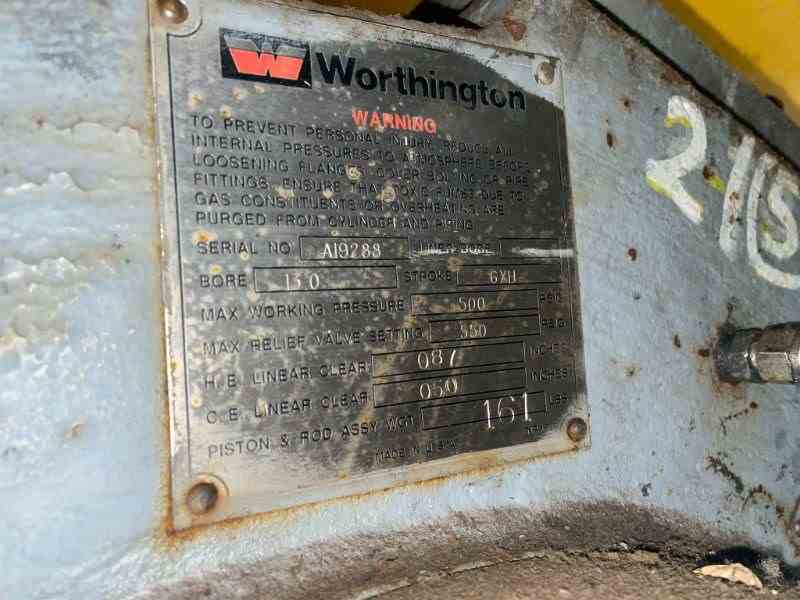 Worthington
WARNING
TO PREVENT PERSONAL INJURY, REDUCE ALL
INTERNAL PRESSURES TO ATMOSPHERE BEFORE
LOOSENING FLANGES, COVER BOLTING OR PIPE
FITTINGS. ENSURE THAT TOXIC FUMES DUE TO
GAS CONSTITUENTS OR OVERHEATING ARE
PURGED FROM CYLINDER AND PIPING
SERIAL NO A19288 LINER BORE
BORE STROKE
MAX WORKING PRESSURE 500 PSIG
MAX RELIEF VALVE SETTING 550 PSIG
H.E. LINEAR CLEAR. 087 INCHES
C.E. LINEAR CLEAR. 050 INCHES
PISTON & ROD ASSY WGT 161 LBS
MADE IN U.S.A.
2-115